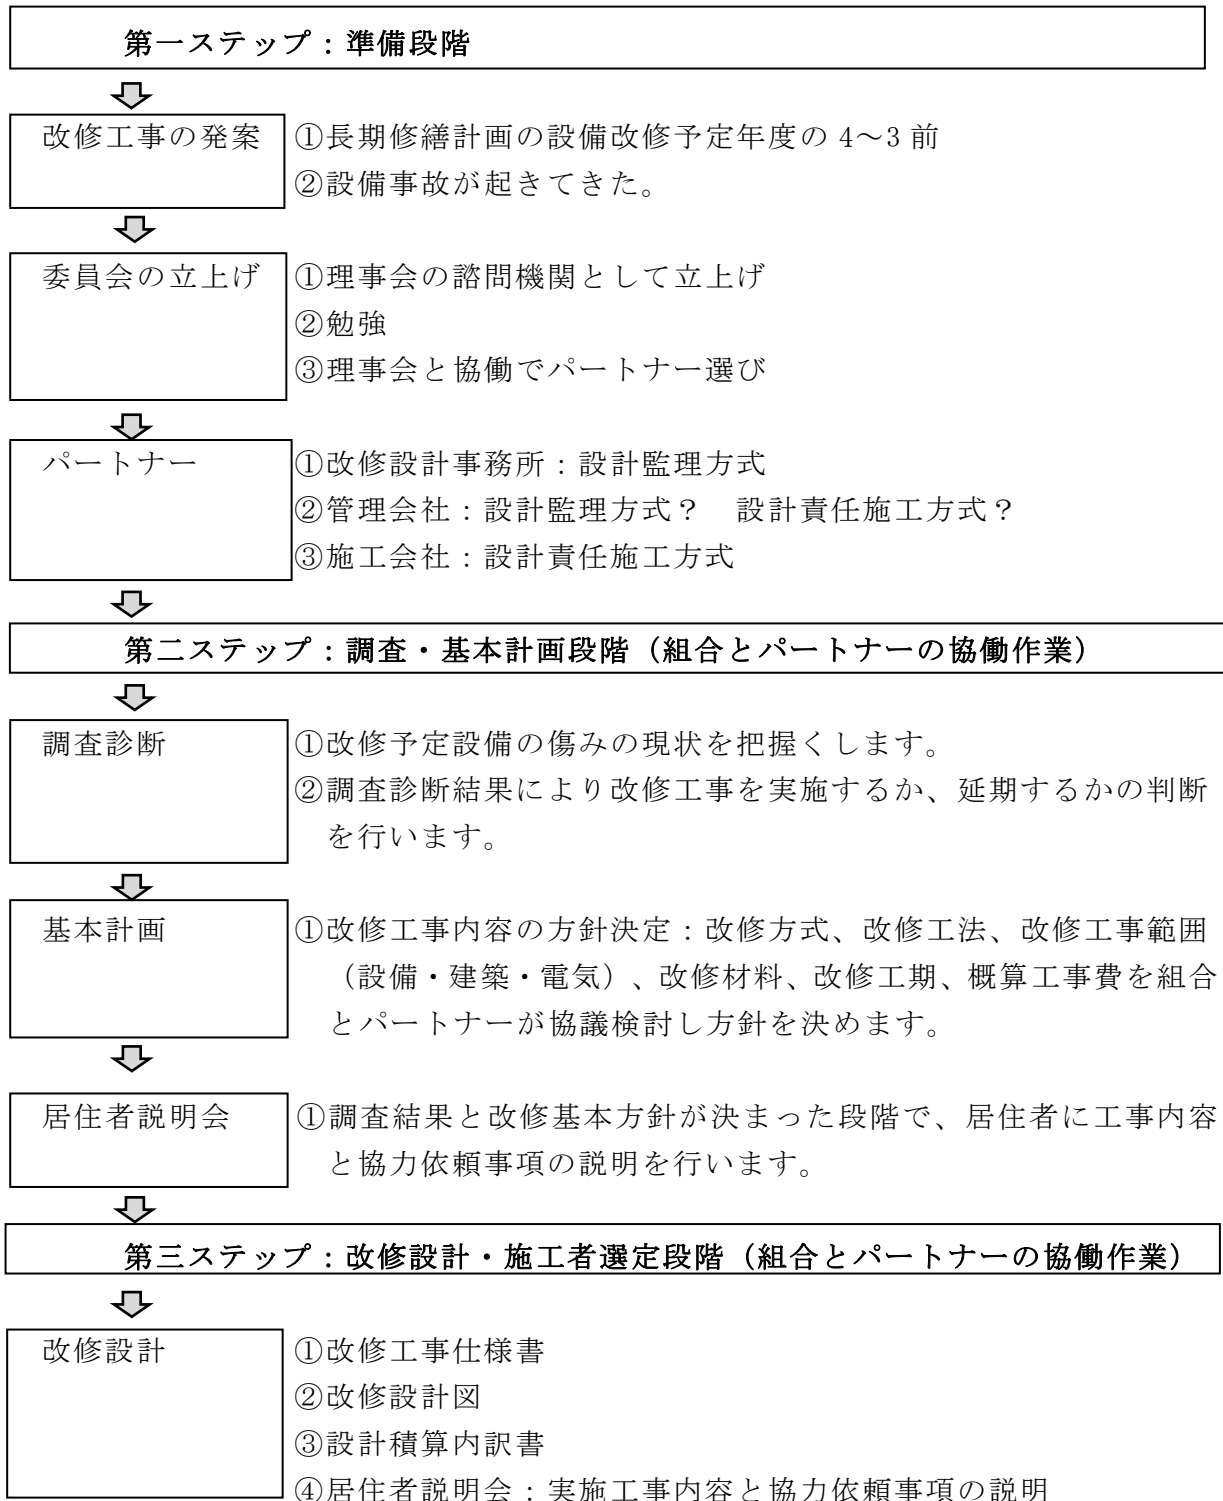 第一ステップ：準備段階
改修工事の発案
①長期修繕計画の設備改修予定年度の 4～3 前
②設備事故が起きてきた。
委員会の立上げ
①理事会の諮問機関として立上げ
②勉強
③理事会と協働でパートナー選び
パートナー
①改修設計事務所：設計監理方式
②管理会社：設計監理方式？　設計責任施工方式？
③施工会社：設計責任施工方式
第二ステップ：調査・基本計画段階（組合とパートナーの協働作業）
調査診断
①改修予定設備の傷みの現状を把握くします。
②調査診断結果により改修工事を実施するか、延期するかの判断
を行います。
基本計画
①改修工事内容の方針決定：改修方式、改修工法、改修工事範囲
（設備・建築・電気）、改修材料、改修工期、概算工事費を組合
とパートナーが協議検討し方針を決めます。
居住者説明会
①調査結果と改修基本方針が決まった段階で、居住者に工事内容
と協力依頼事項の説明を行います。
第三ステップ：改修設計・施工者選定段階（組合とパートナーの協働作業）
改修設計
①改修工事仕様書
②改修設計図
③設計積算内訳書
④居住者説明会：実施工事内容と協力依頼事項の説明